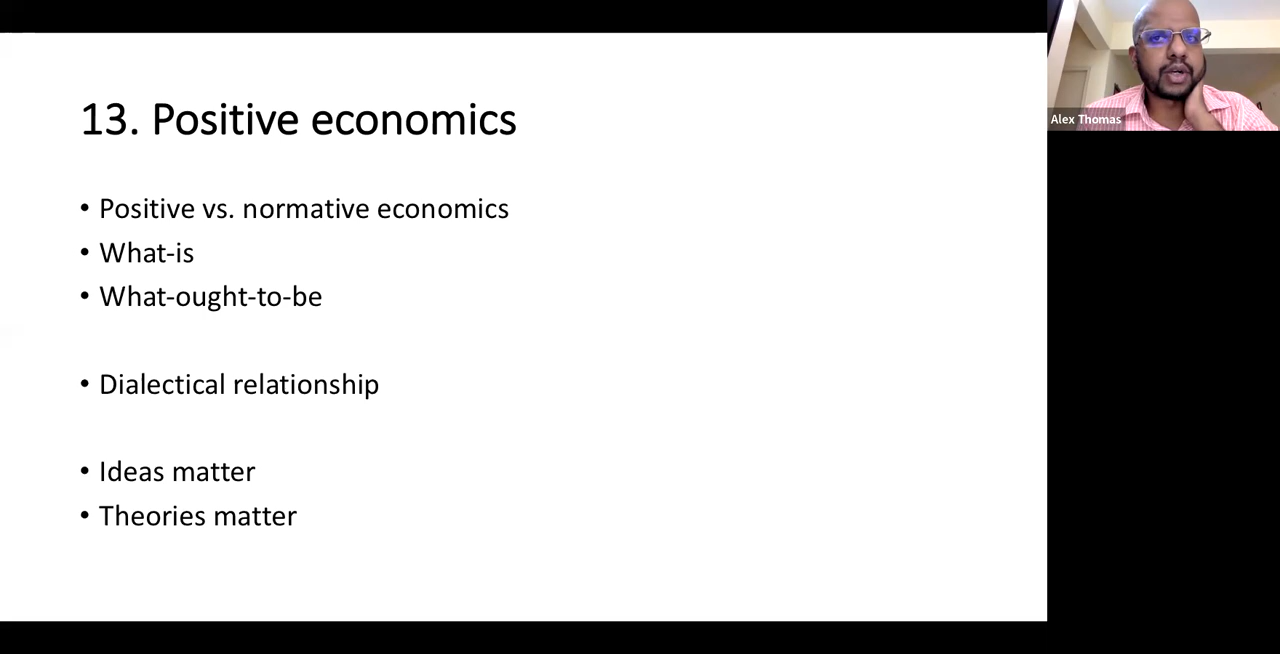 13. Positive economics
• Positive vs. normative economics
• What-is
• What-ought-to-be
• Dialectical relationship
• Ideas matter
• Theories matter
Alex Thomas